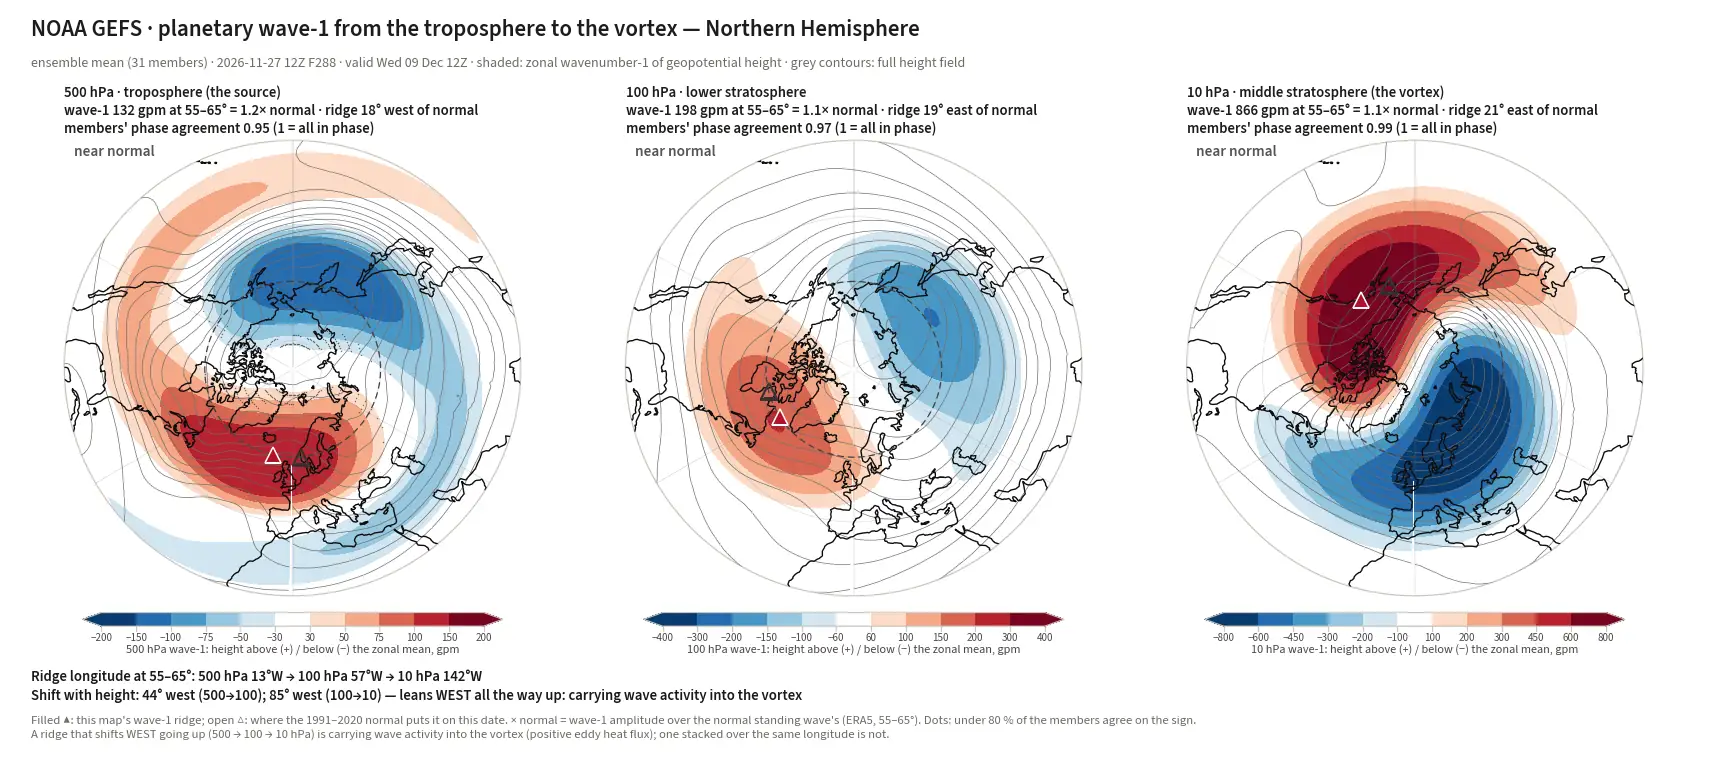 NOAA GEFS · planetary wave-1 from the troposphere to the vortex — Northern Hemisphere
ensemble mean (31 members) · 2026-11-27 12Z F288 · valid Wed 09 Dec 12Z · shaded: zonal wavenumber-1 of geopotential height · grey contours: full height field
500 hPa · troposphere (the source)
wave-1 132 gpm at 55–65° = 1.2× normal · ridge 18° west of normal
members' phase agreement 0.95 (1 = all in phase)
near normal
100 hPa · lower stratosphere
wave-1 198 gpm at 55–65° = 1.1× normal · ridge 19° east of normal
members' phase agreement 0.97 (1 = all in phase)
near normal
10 hPa · middle stratosphere (the vortex)
wave-1 866 gpm at 55–65° = 1.1× normal · ridge 21° east of normal
members' phase agreement 0.99 (1 = all in phase)
near normal
−200 −150 −100 −75 −50 −30 30 50 75 100 150 200
500 hPa wave-1: height above (+) / below (−) the zonal mean, gpm
−400 −300 −200 −150 −100 −60 60 100 150 200 300 400
100 hPa wave-1: height above (+) / below (−) the zonal mean, gpm
−800 −600 −450 −300 −200 −100 100 200 300 450 600 800
10 hPa wave-1: height above (+) / below (−) the zonal mean, gpm
Ridge longitude at 55–65°: 500 hPa 13°W → 100 hPa 57°W → 10 hPa 142°W
Shift with height: 44° west (500→100); 85° west (100→10) — leans WEST all the way up: carrying wave activity into the vortex
Filled ▲: this map's wave-1 ridge; open △: where the 1991–2020 normal puts it on this date. × normal = wave-1 amplitude over the normal standing wave's (ERA5, 55–65°). Dots: under 80 % of the members agree on the sign.
A ridge that shifts WEST going up (500 → 100 → 10 hPa) is carrying wave activity into the vortex (positive eddy heat flux); one stacked over the same longitude is not.